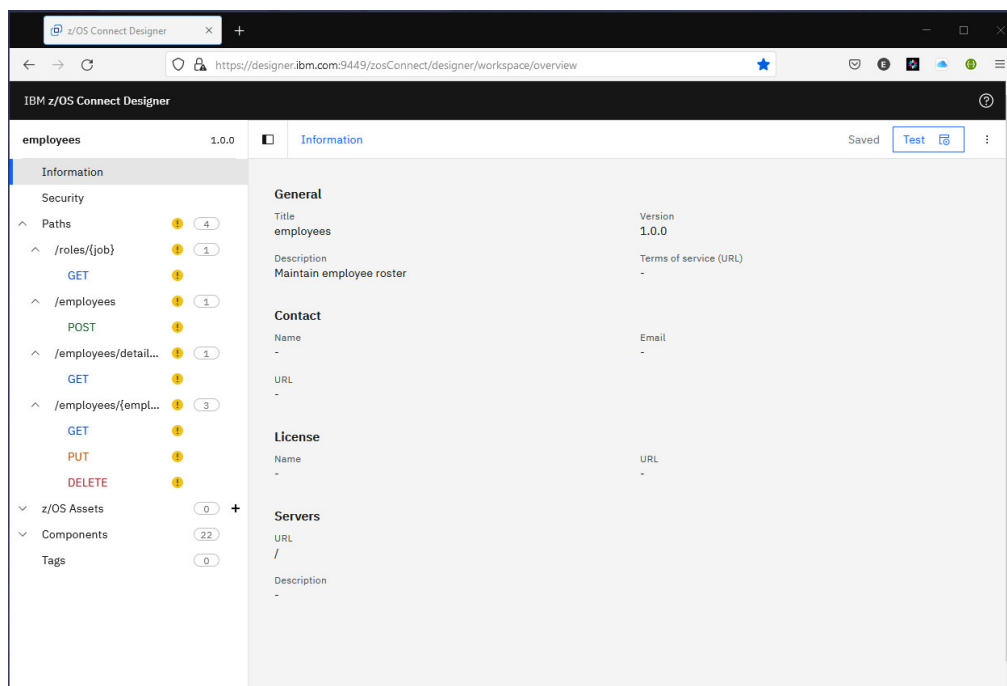 z/OS Connect Designer
https://designer.ibm.com:9449/zosConnect/designer/workspace/overview
E
IBM z/OS Connect Designer
employees 1.0.0 Information Saved Test
Information
Security
General
Title Version
Paths 4
employees 1.0.0
/roles/{job} 1
Description Terms of service (URL)
GET
Maintain employee roster -
/employees 1
Contact
POST
Name Email
- -
/employees/detail... 1
GET
URL
-
/employees/{empl... 3
GET
License
PUT
Name URL
- -
DELETE
z/OS Assets 0 +
Servers
Components 22
URL
/
Tags 0
Description
-